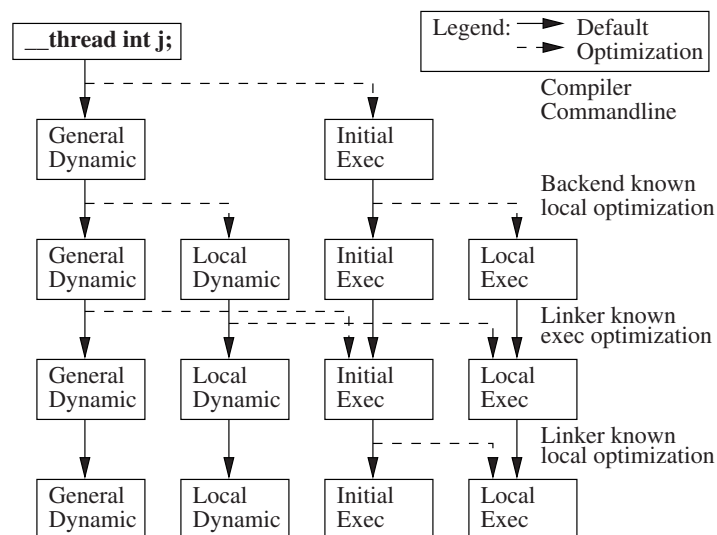 __thread int j;
Legend: Default
Optimization
Compiler
Commandline
General
Dynamic
Initial
Exec
Backend known
local optimization
General
Dynamic
Local
Dynamic
Initial
Exec
Local
Exec
Linker known
exec optimization
General
Dynamic
Local
Dynamic
Initial
Exec
Local
Exec
Linker known
local optimization
General
Dynamic
Local
Dynamic
Initial
Exec
Local
Exec